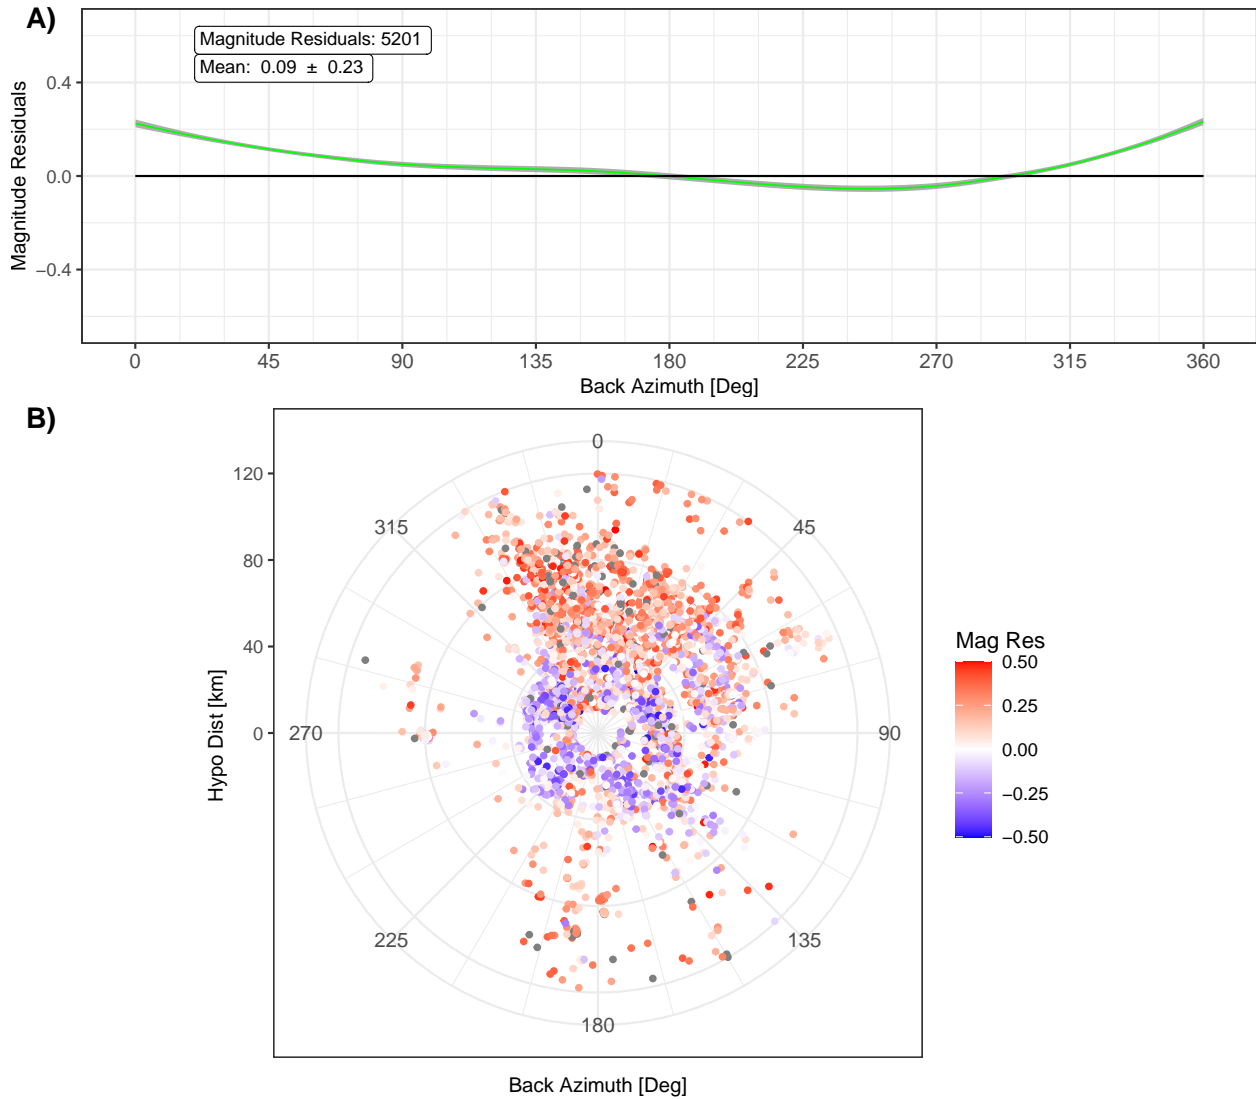 A)
Magnitude Residuals: 5201
Mean:  0.09  ±  0.23
Magnitude Residuals
0.4
0.0
−0.4
0 45 90 135 180 225 270 315 360
Back Azimuth [Deg]
B)
Hypo Dist [km]
120
80
40
0
0
45
90
135
180
225
270
315
Back Azimuth [Deg]
Mag Res
0.50
0.25
0.00
−0.25
−0.50